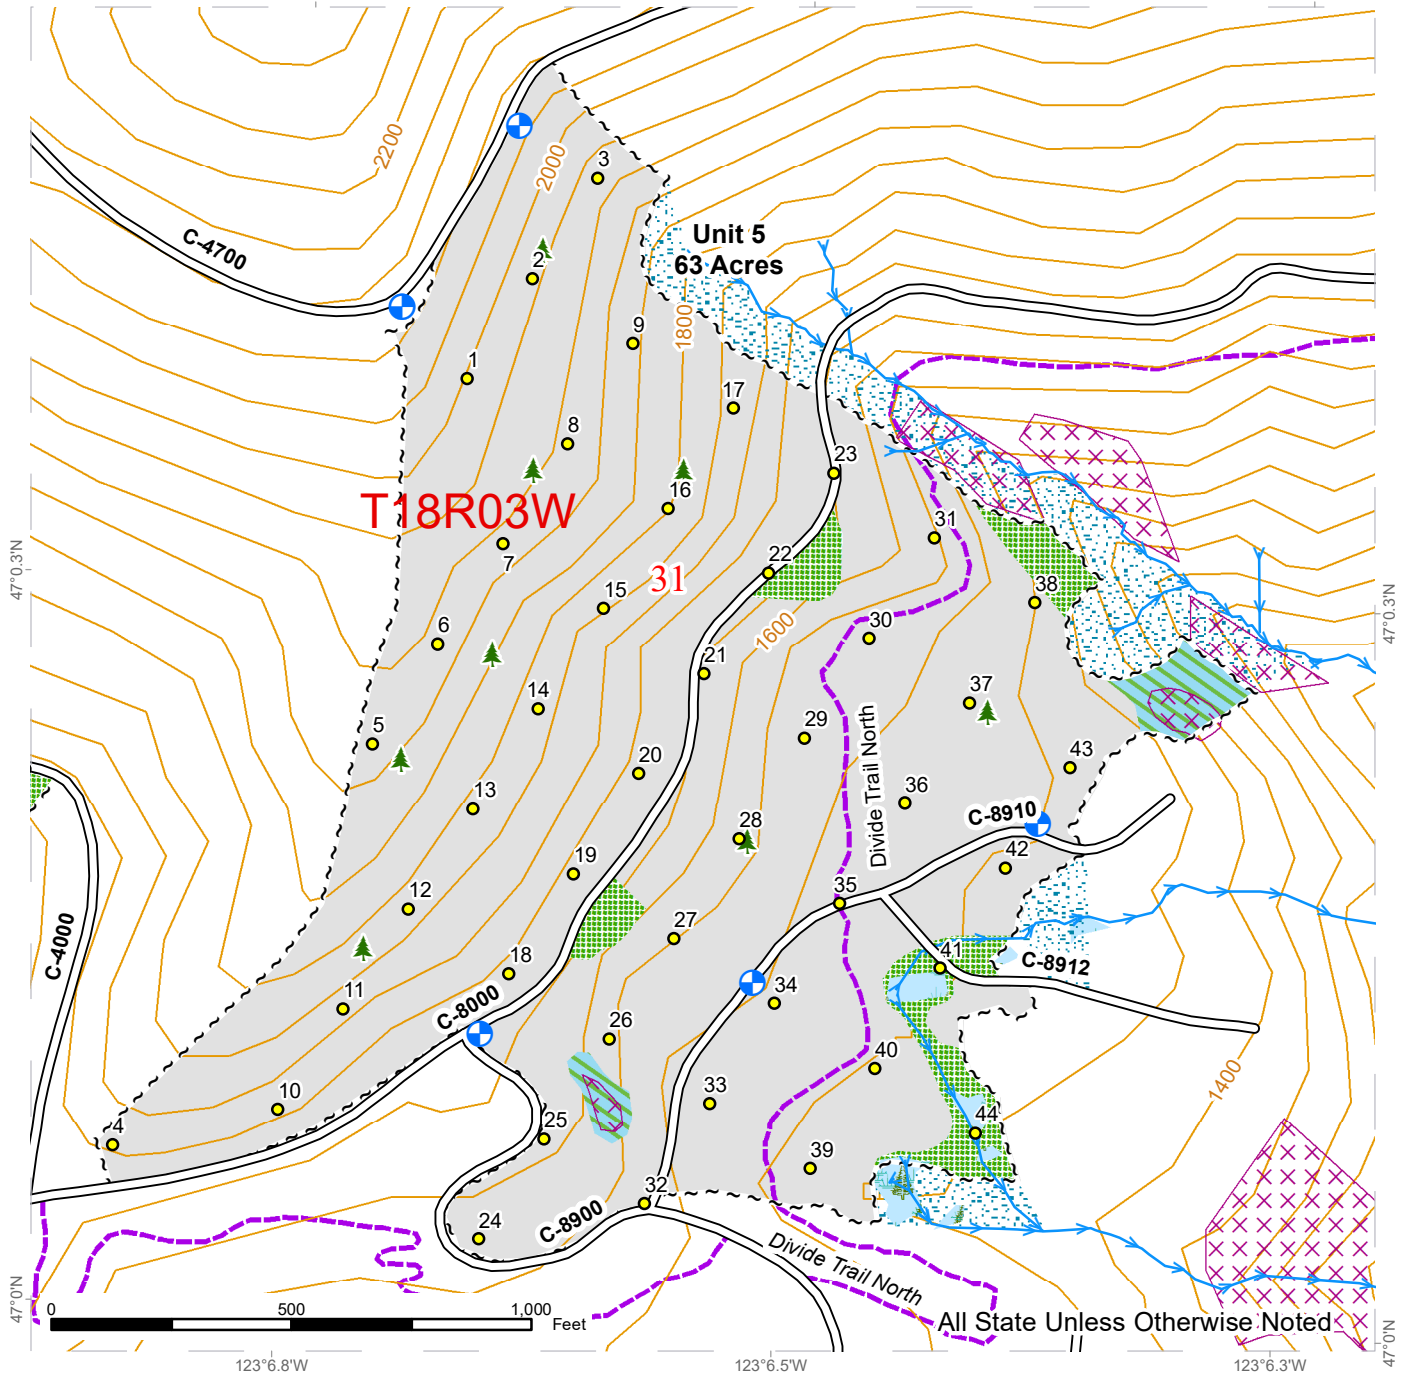 2200
2000
3
C-4700
Unit 5
63 Acres
2
9
1800
1
17
8
23
T18R03W
16
31
7
22
47°0.3'N
31
15
38
47°0.3'N
6
1600
30
21
37
14
5
29
Divide Trail North
43
20
13
36
C-8910
28
42
19
12
35
27
C-4000
18
41
C-8912
11
C-8000
34
26
40
1400
10
33
4
25
44
39
32
24
C-8900
Divide Trail North
47°0'N
0 500 1,000
Feet
All State Unless Otherwise Noted
47°0'N
123°6.8'W 123°6.5'W 123°6.3'W